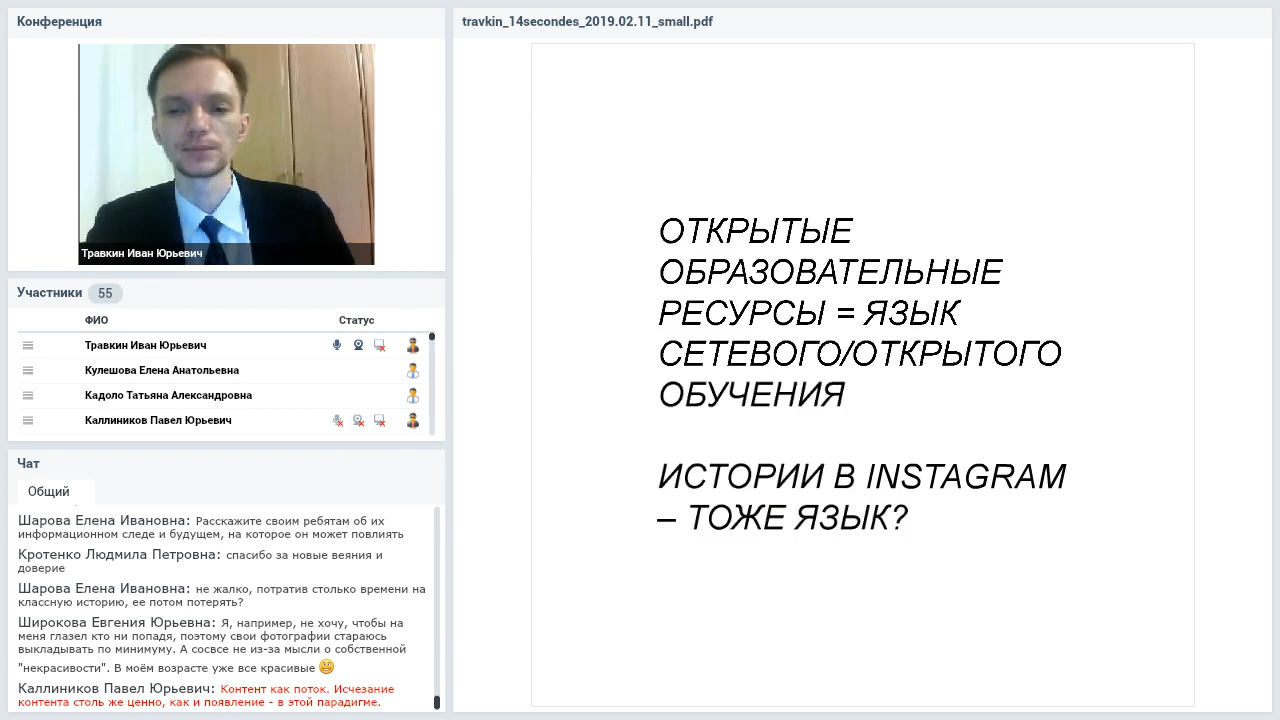 Конференция
Травкин Иван Юрьевич
Участники 55
ФИО Статус
Травкин Иван Юрьевич
Кулешова Елена Анатольевна
Кадоло Татьяна Александровна
Каллиников Павел Юрьевич
Чат
Общий
Шарова Елена Ивановна: Расскажите своим ребятам об их
информационном следе и будущем, на которое он может повлиять
Кротенко Людмила Петровна: спасибо за новые веяния и
доверие
Шарова Елена Ивановна: не жалко, потратив столько времени на
классную историю, ее потом потерять?
Широкова Евгения Юрьевна: Я, например, не хочу, чтобы на
меня глазел кто ни попадя, поэтому свои фотографии стараюсь
выкладывать по минимуму. А сосвсе не из-за мысли о собственной
"некрасивости". В моём возрасте уже все красивые
Каллиников Павел Юрьевич: Контент как поток. Исчезание
контента столь же ценно, как и появление - в этой парадигме.
travkin_14secondes_2019.02.11_small.pdf
ОТКРЫТЫЕ
ОБРАЗОВАТЕЛЬНЫЕ
РЕСУРСЫ = ЯЗЫК
СЕТЕВОГО/ОТКРЫТОГО
ОБУЧЕНИЯ
ИСТОРИИ В INSTAGRAM
– ТОЖЕ ЯЗЫК?